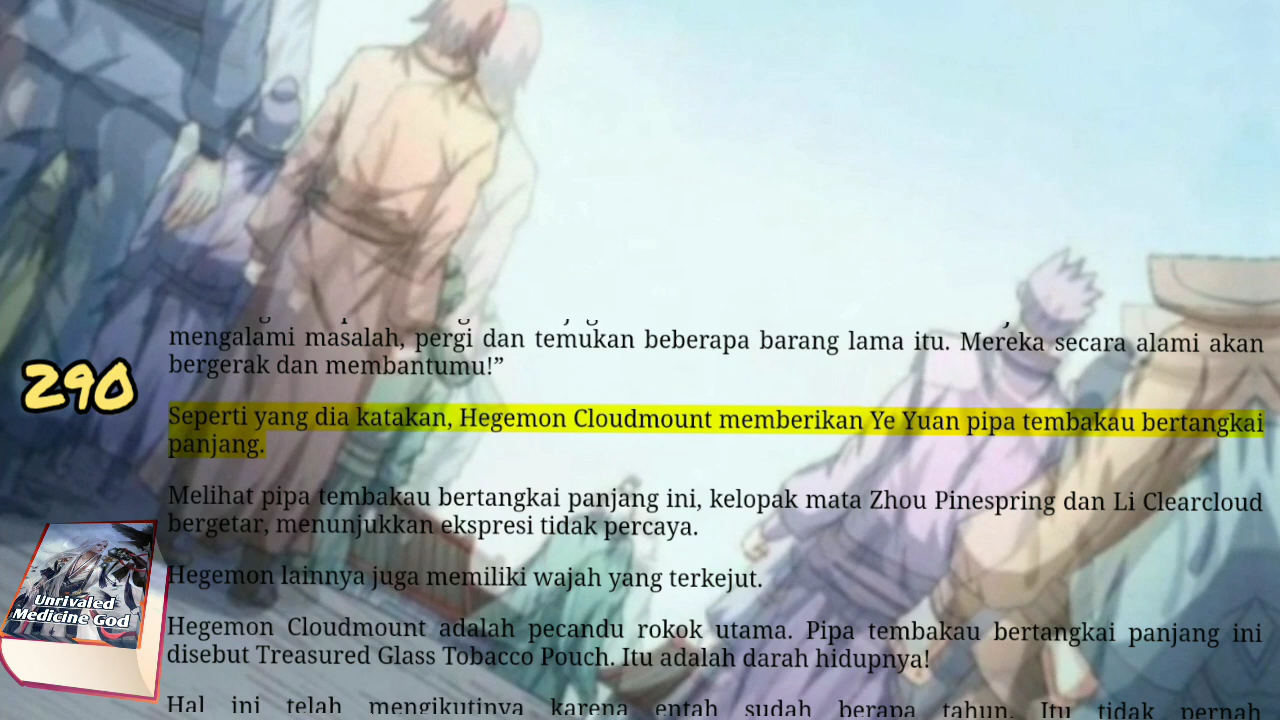 mengalami masalah, pergi dan temukan beberapa barang lama itu. Mereka secara alami akan
bergerak dan membantumu!”
290
Seperti yang dia katakan, Hegemon Cloudmount memberikan Ye Yuan pipa tembakau bertangkai
panjang.
Melihat pipa tembakau bertangkai panjang ini, kelopak mata Zhou Pinespring dan Li Clearcloud
bergetar, menunjukkan ekspresi tidak percaya.
Hegemon lainnya juga memiliki wajah yang terkejut.
Unrivaled
Medicine God
Hegemon Cloudmount adalah pecandu rokok utama. Pipa tembakau bertangkai panjang ini
disebut Treasured Glass Tobacco Pouch. Itu adalah darah hidupnya!
Hal ini telah mengikutinya karena entah sudah berapa tahun. Itu tidak pernah